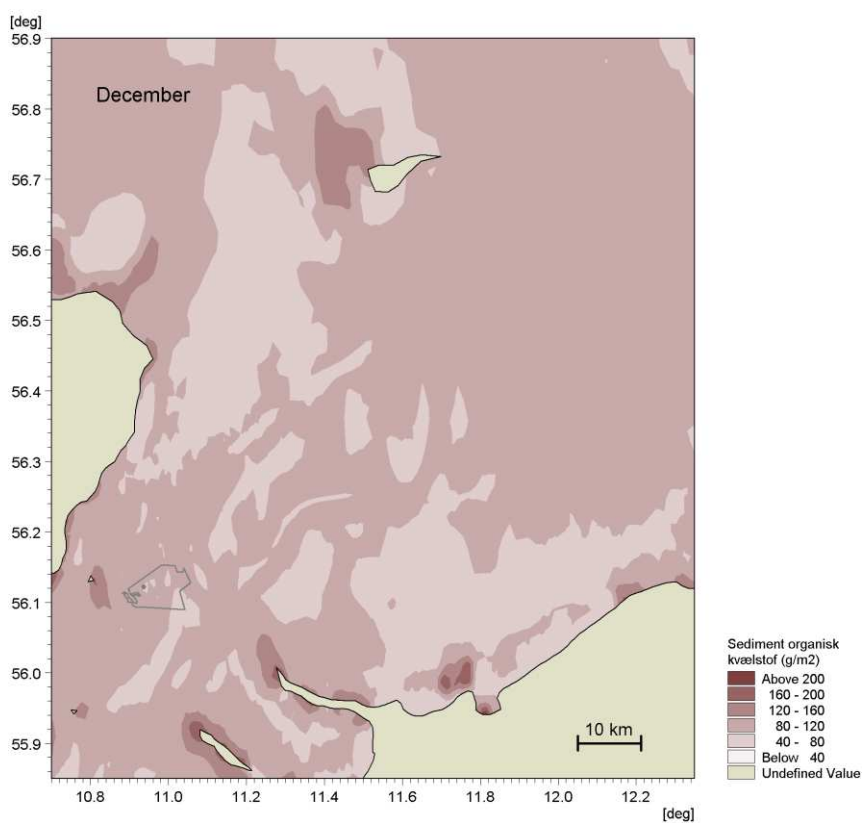 [deg]
56.9
December
56.8
56.7
56.6
56.5
56.4
56.3
56.2
56.1
56.0
55.9
10 km
10.8 11.0 11.2 11.4 11.6 11.8 12.0 12.2
[deg]
Sediment organisk
kvælstof (g/m2)
Above 200
160 - 200
120 - 160
80 - 120
40 - 80
Below 40
Undefined Value